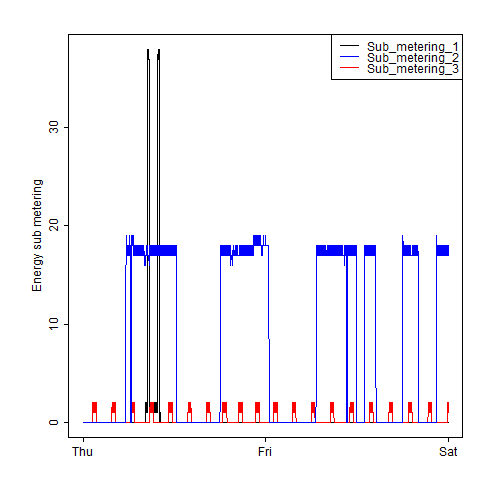 Sub_metering_1
Sub_metering_2
Sub_metering_3
Energy sub metering
30
20
10
0
Thu Fri Sat